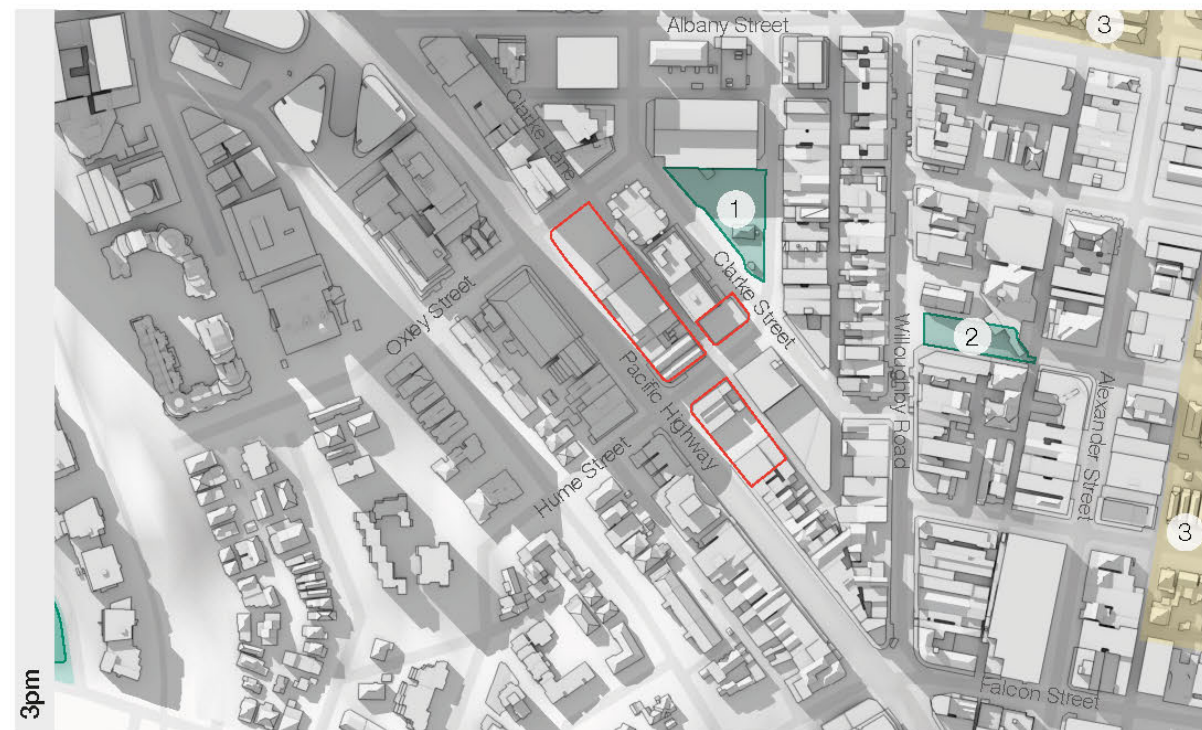 Albany Street
3
Clarke Lane
1
Clarke Street
Oxley Street
2
Willoughby Road
Pacific Highway
Alexander Street
Hume Street
3
Falcon Street
3pm